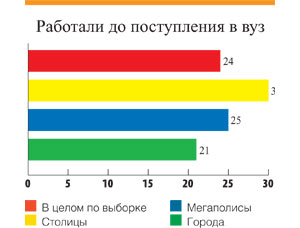 Работали до поступления в вуз
24
3
25
21
0 5 10 15 20 25 30
В целом по выборке
Мегаполисы
Столицы
Города